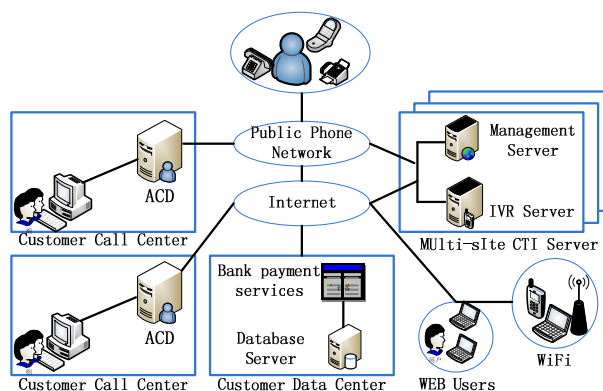 Public Phone
Network
Management
Server
ACD
Internet
IVR Server
Customer Call Center
MUlti-sIte CTI Server
Bank payment
services
ACD
Database
Server
WiFi
Customer Call Center
Customer Data Center
WEB Users